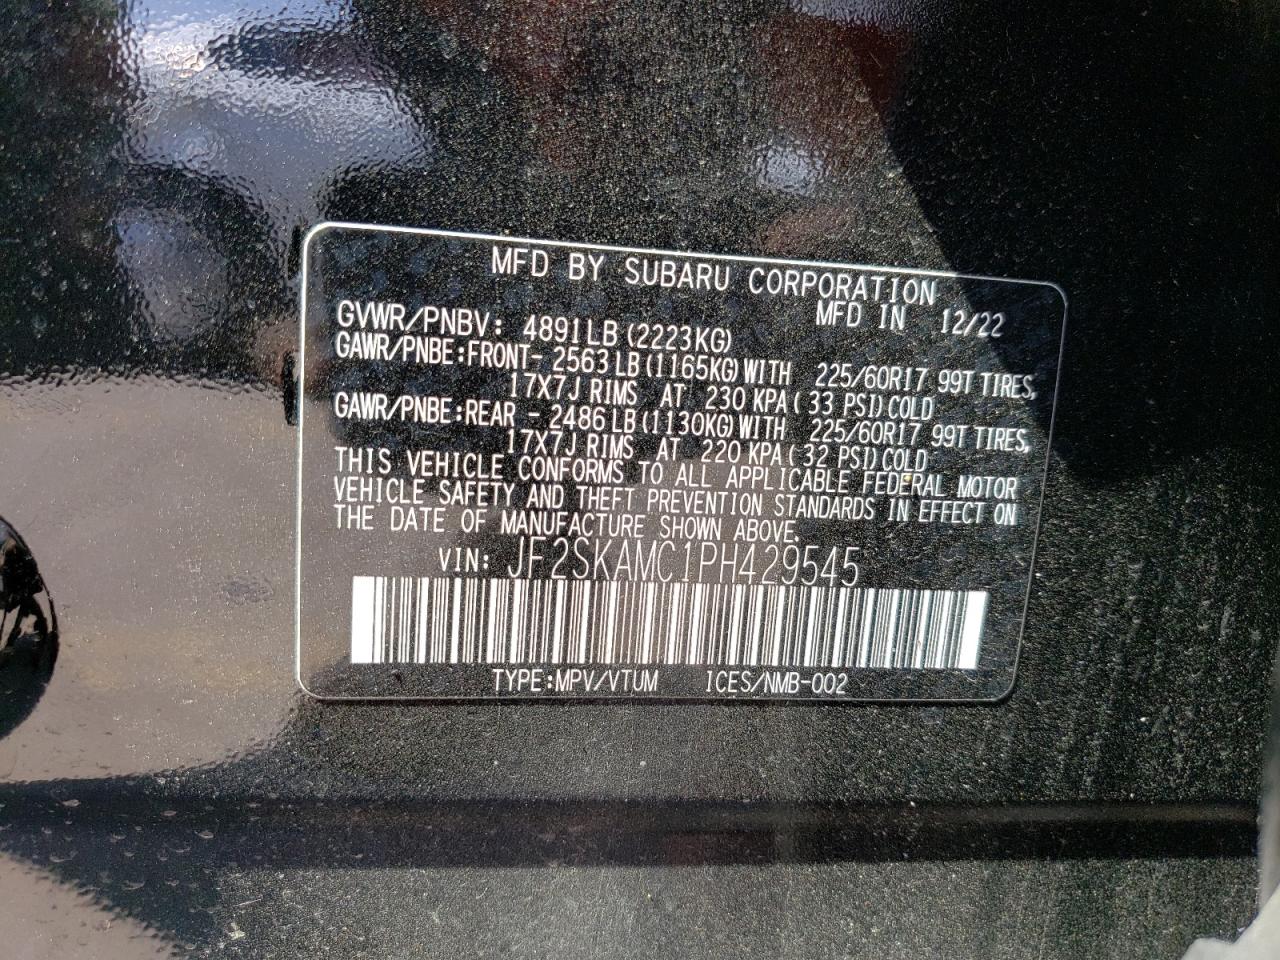 MFD BY SUBARU CORPORATION
MFD IN 12/22
GVWR/PNBV: 4891LB (2223KG)
GAWR/PNBE:FRONT- 2563LB (1165KG) WITH 225/60R17 99T TIRES,
17X7J RIMS AT 230 KPA ( 33 PSI) COLD
GAWR/PNBE:REAR - 2486LB (1130KG) WITH 225/60R17 99T TIRES,
17X7J RIMS AT 220 KPA ( 32 PSI) COLD
THIS VEHICLE CONFORMS TO ALL APPLICABLE FEDERAL MOTOR
VEHICLE SAFETY AND THEFT PREVENTION STANDARDS IN EFFECT ON
THE DATE OF MANUFACTURE SHOWN ABOVE.
VIN: JF2SKAMC1PH429545
TYPE:MPV/VTUM ICES/NMB-002